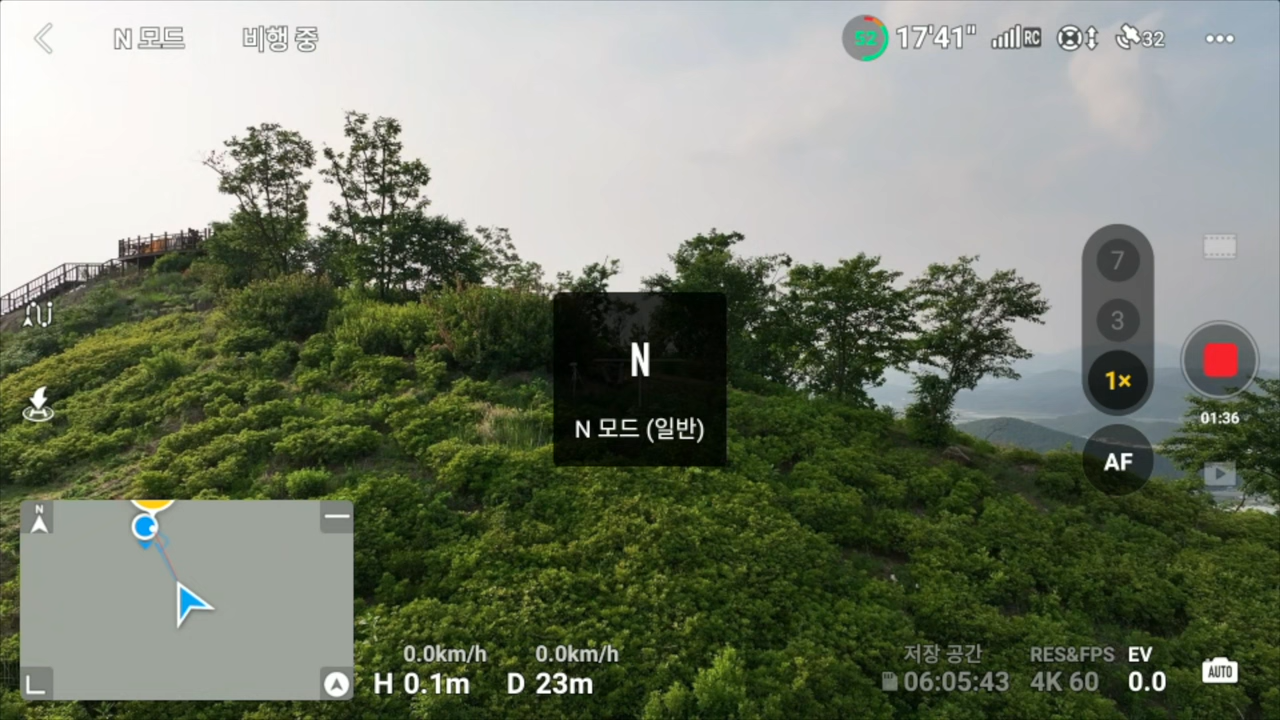 N 모드 비행 중 52 17'41" RC 32
7
3
1×
01:36
AF
N
N 모드 (일반)
N
0.0km/h 0.0km/h
H 0.1m D 23m
저장 공간 RES&FPS EV
06:05:43 4K 60 0.0
AUTO